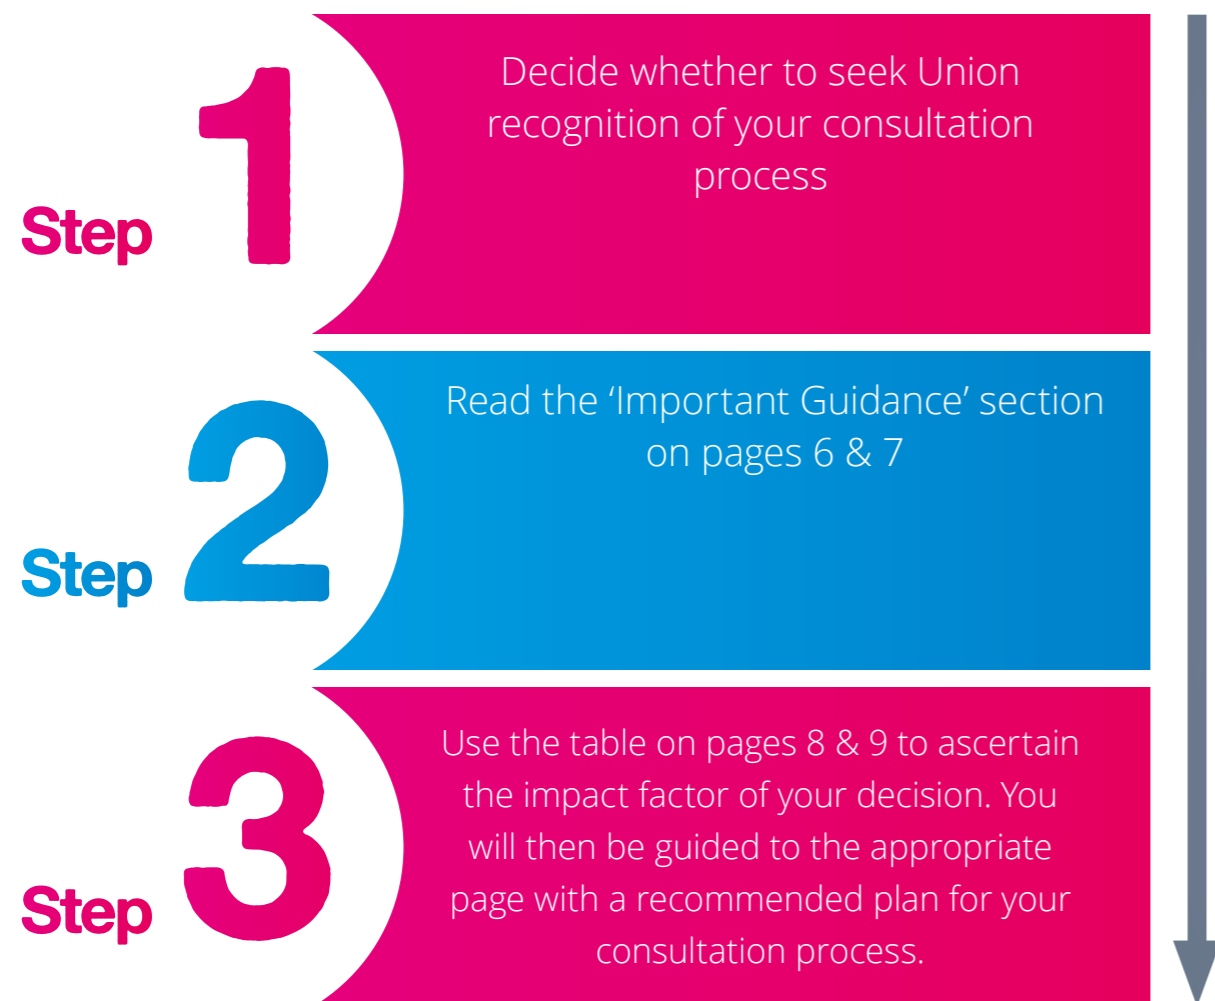 1
Step
Decide whether to seek Union
recognition of your consultation
process
2
Step
Read the ‘Important Guidance’ section
on pages 6 & 7
3
Step
Use the table on pages 8 & 9 to ascertain
the impact factor of your decision. You
will then be guided to the appropriate
page with a recommended plan for your
consultation process.